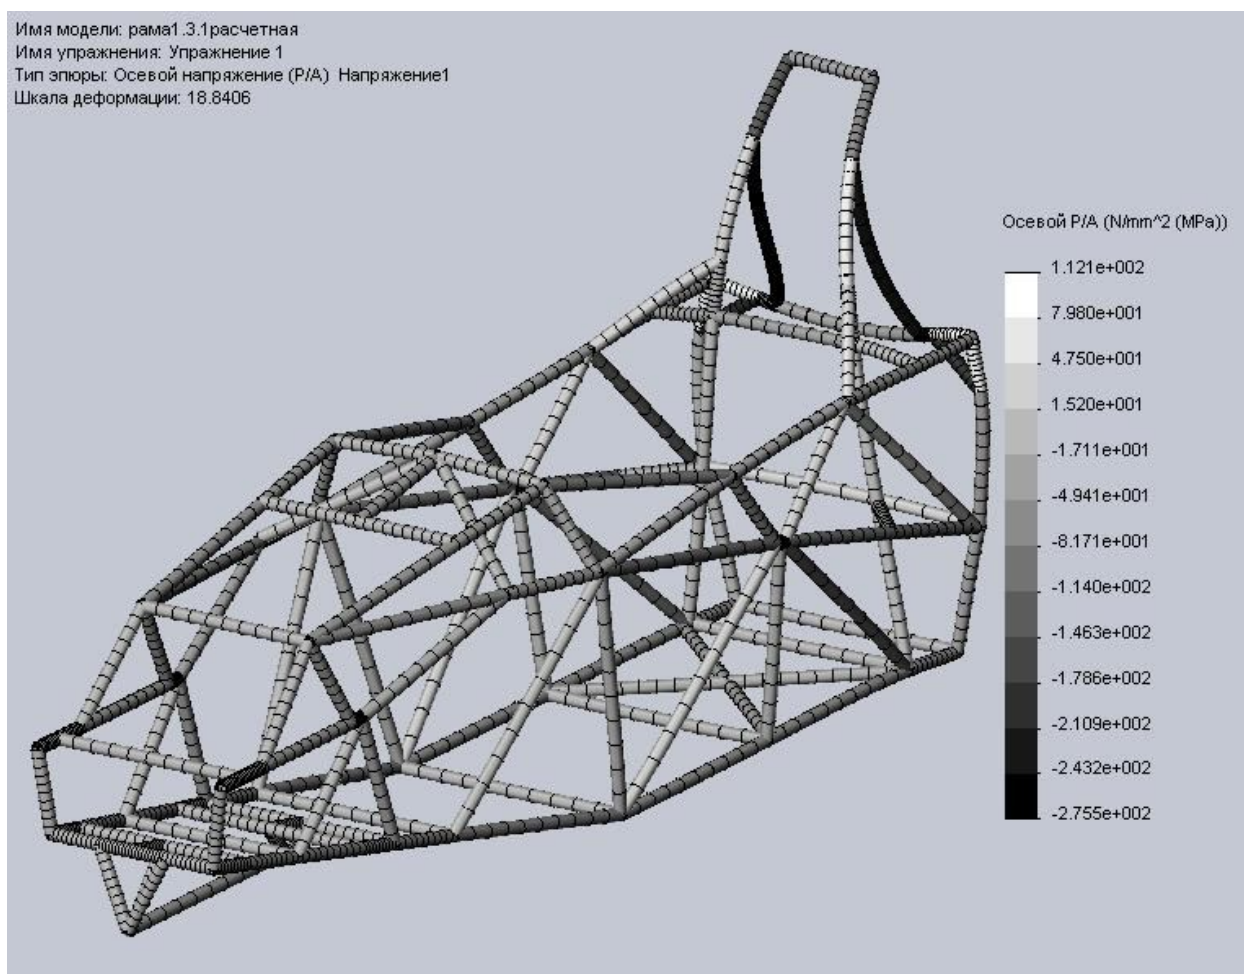 Имя модели: рама1.3.1расчетная
Имя упражнения: Упражнение 1
Тип эпюры: Осевой напряжение (P/A) Напряжение1
Шкала деформации: 18.8406
Осевой P/A (N/mm^2 (MPa))
1.121e+002
7.980e+001
4.750e+001
1.520e+001
-1.711e+001
-4.941e+001
-8.171e+001
-1.140e+002
-1.463e+002
-1.786e+002
-2.109e+002
-2.432e+002
-2.755e+002